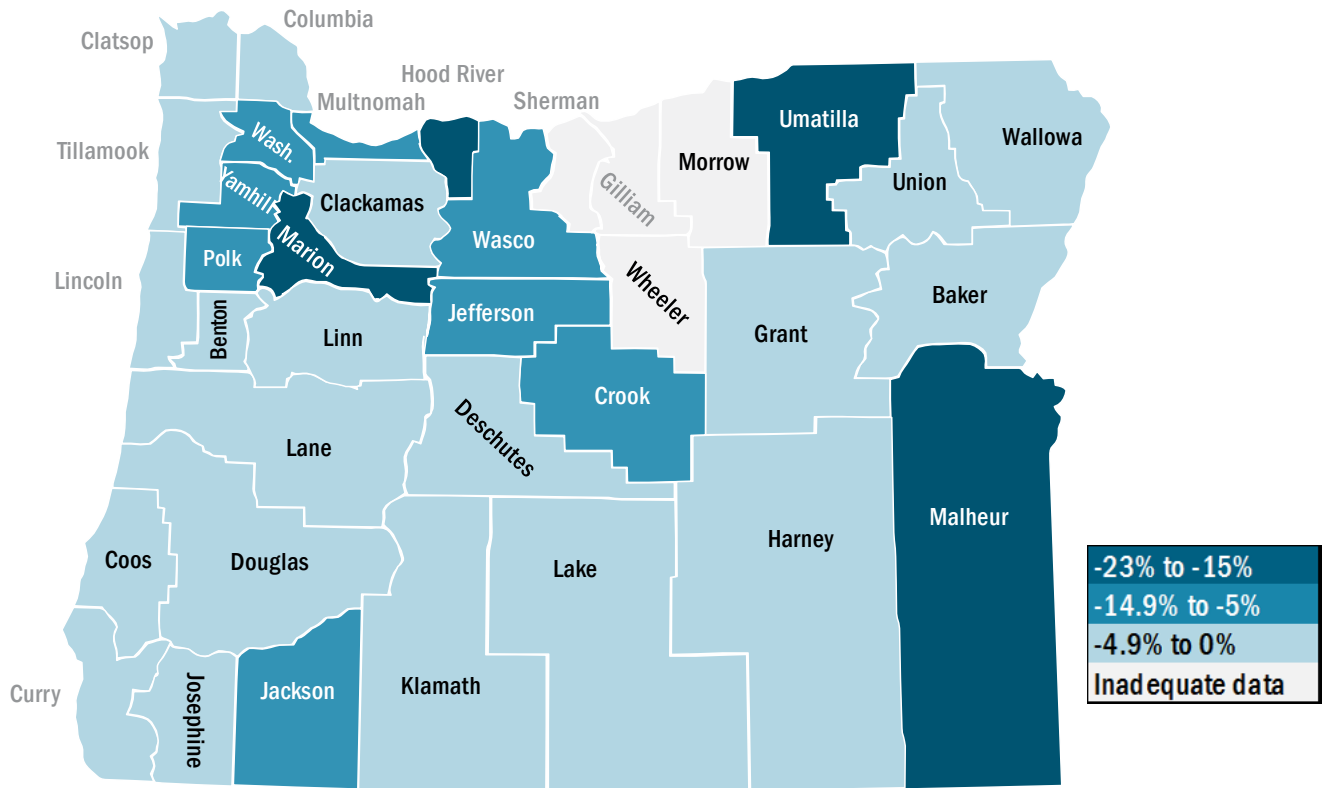 Columbia
Clatsop
Hood River
Multnomah
Sherman
Umatilla
Wash.
Tillamook
Wallowa
Morrow
Union
Yamhill
Gilliam
Clackamas
Marion
Wasco
Polk
Lincoln
Wheeler
Baker
Jefferson
Benton
Linn
Grant
Crook
Deschutes
Lane
Malheur
Harney
Coos
Douglas
Lake
-23% to -15%
-14.9% to -5%
-4.9% to 0%
Inadequate data
Curry
Josephine
Jackson
Klamath